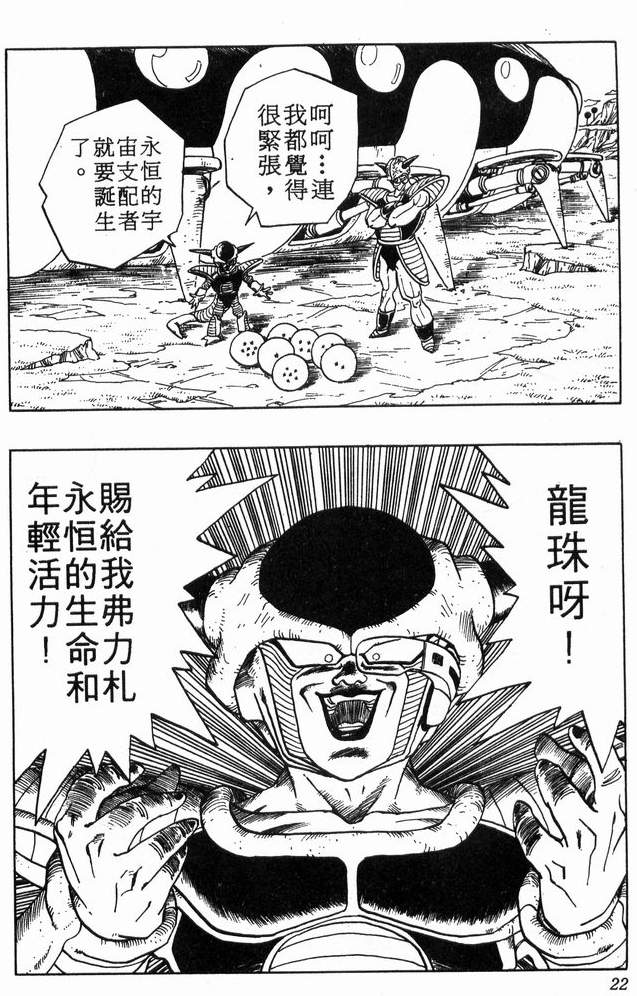 呵呵…連
我都覺得
很緊張，
永恒的宇
宙支配者
就要誕生
了。
龍珠呀！
賜給我弗力札
永恒的生命和
年輕活力！
22